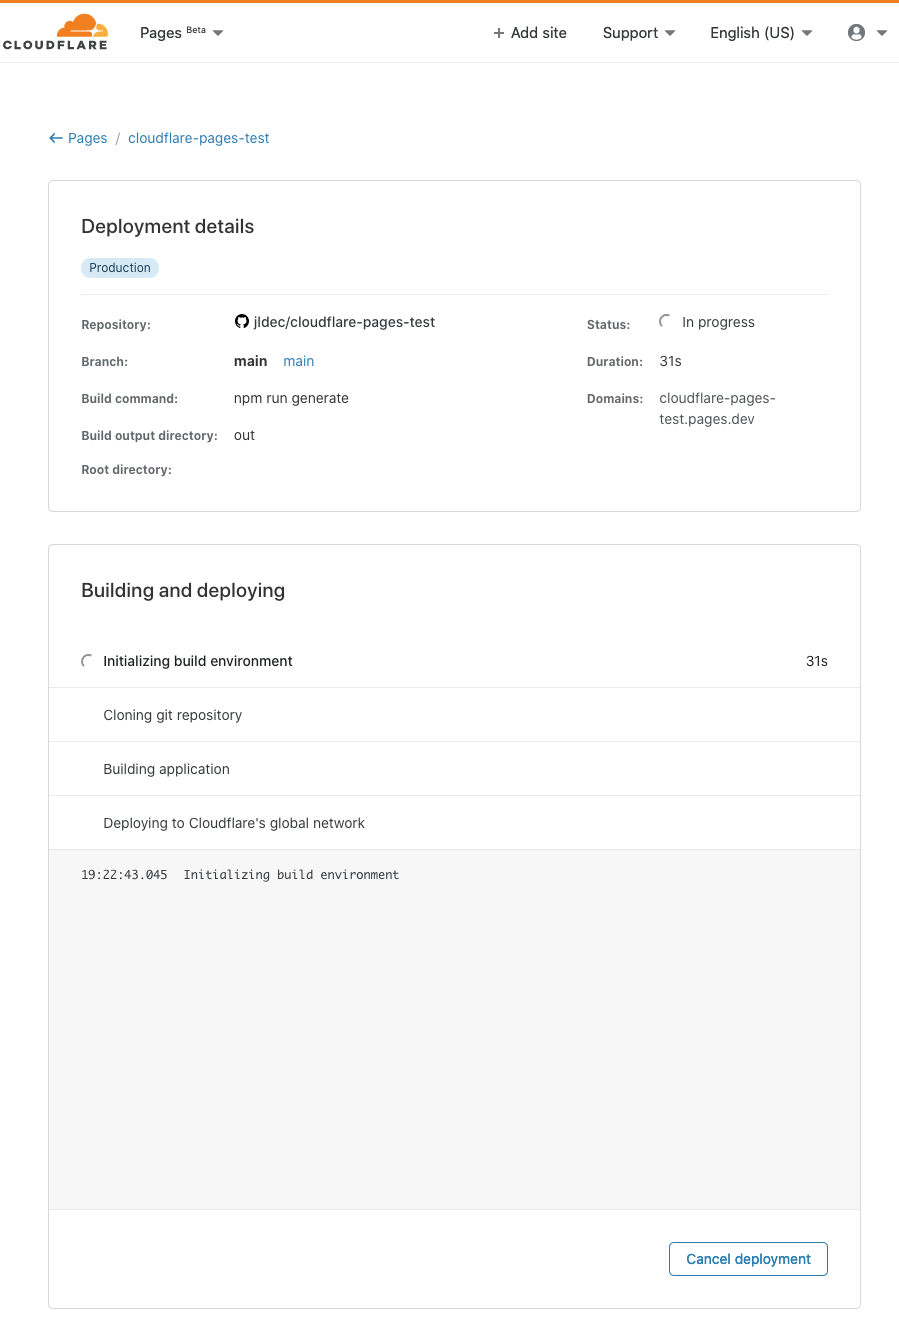 CLOUDFLARE
Pages Beta
+ Add site
Support
English (US)
← Pages / cloudflare-pages-test
Deployment details
Production
Repository: jldec/cloudflare-pages-test
Status: In progress
Branch: main main
Duration: 31s
Build command: npm run generate
Domains: cloudflare-pages-
test.pages.dev
Build output directory: out
Root directory:
Building and deploying
Initializing build environment 31s
Cloning git repository
Building application
Deploying to Cloudflare's global network
19:22:43.045 Initializing build environment
Cancel deployment